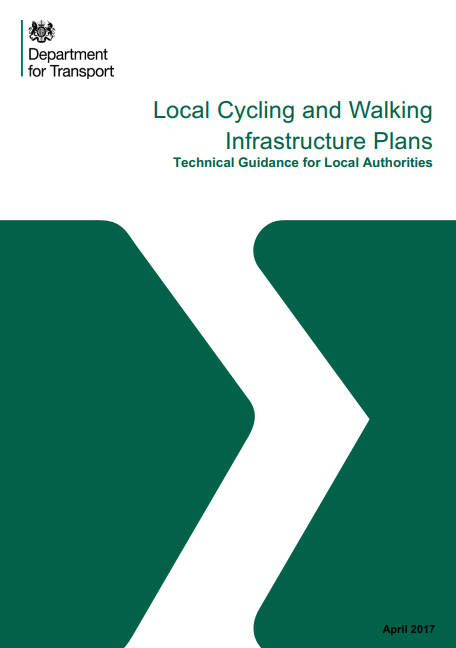 Department
for Transport
Local Cycling and Walking
Infrastructure Plans
Technical Guidance for Local Authorities
April 2017